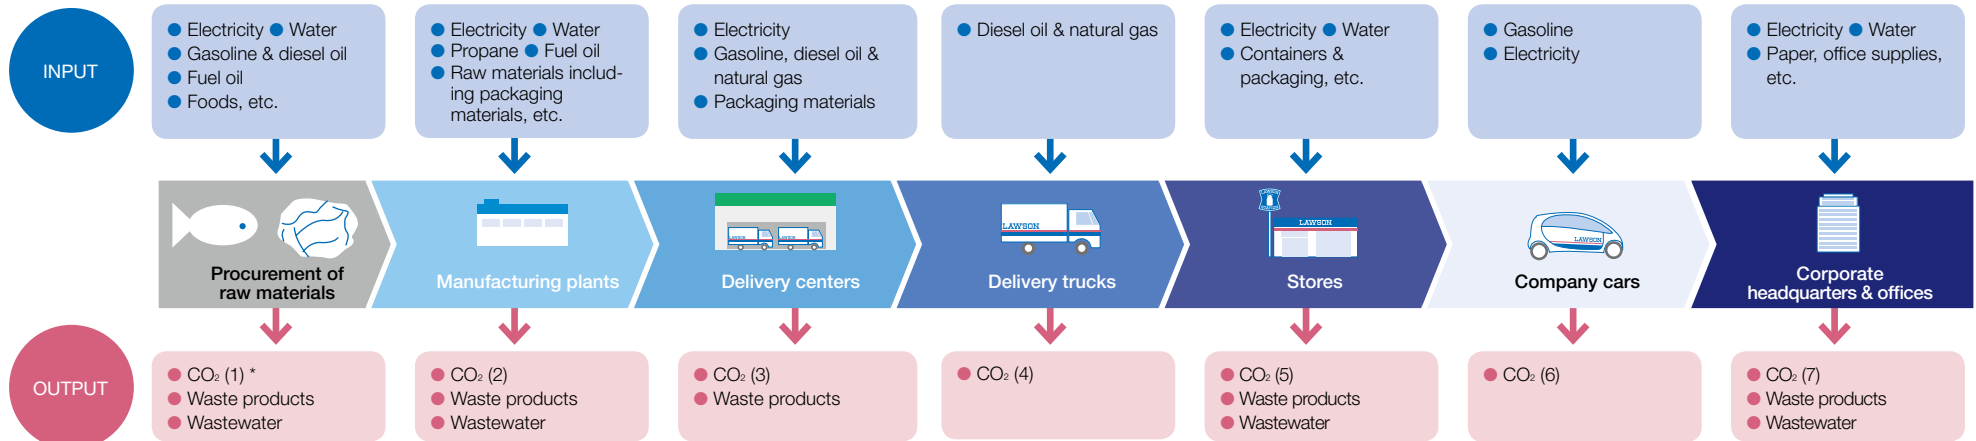 INPUT
Electricity Water
Gasoline & diesel oil
Fuel oil
Foods, etc.
Electricity Water
Propane Fuel oil
Raw materials includ-
ing packaging
materials, etc.
Electricity
Gasoline, diesel oil &
natural gas
Packaging materials
Diesel oil & natural gas
Electricity Water
Containers &
packaging, etc.
Gasoline
Electricity
Electricity Water
Paper, office supplies,
etc.
Procurement of
raw materials
Manufacturing plants
LAWSON LAWSON
Delivery centers
LAWSON
Delivery trucks
LAWSON
LAWSON
Stores
LAWSON
Company cars
Corporate
headquarters & offices
OUTPUT
CO₂ (1) *
Waste products
Wastewater
CO₂ (2)
Waste products
Wastewater
CO₂ (3)
Waste products
CO₂ (4)
CO₂ (5)
Waste products
Wastewater
CO₂ (6)
CO₂ (7)
Waste products
Wastewater